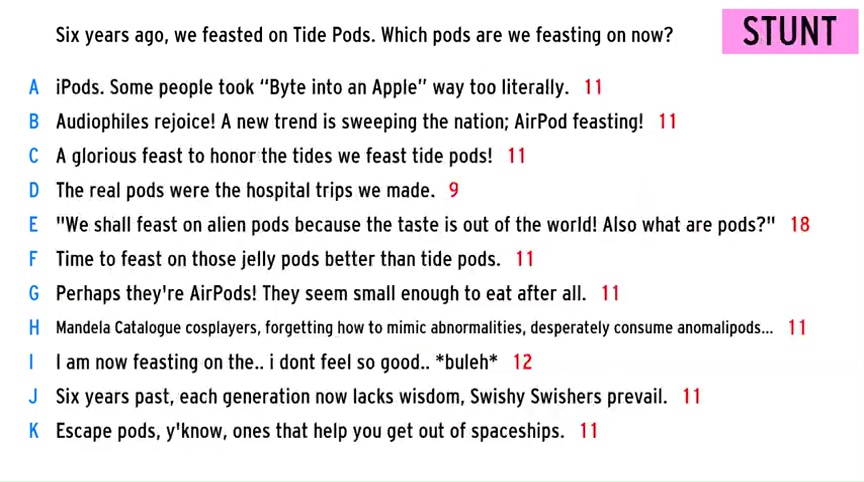 Six years ago, we feasted on Tide Pods. Which pods are we feasting on now?
STUNT
A iPods. Some people took “Byte into an Apple” way too literally. 11
B Audiophiles rejoice! A new trend is sweeping the nation; AirPod feasting! 11
C A glorious feast to honor the tides we feast tide pods! 11
D The real pods were the hospital trips we made. 9
E "We shall feast on alien pods because the taste is out of the world! Also what are pods?" 18
F Time to feast on those jelly pods better than tide pods. 11
G Perhaps they're AirPods! They seem small enough to eat after all. 11
H Mandela Catalogue cosplayers, forgetting how to mimic abnormalities, desperately consume anomalipods... 11
I I am now feasting on the.. i dont feel so good.. *buleh* 12
J Six years past, each generation now lacks wisdom, Swishy Swishers prevail. 11
K Escape pods, y'know, ones that help you get out of spaceships. 11